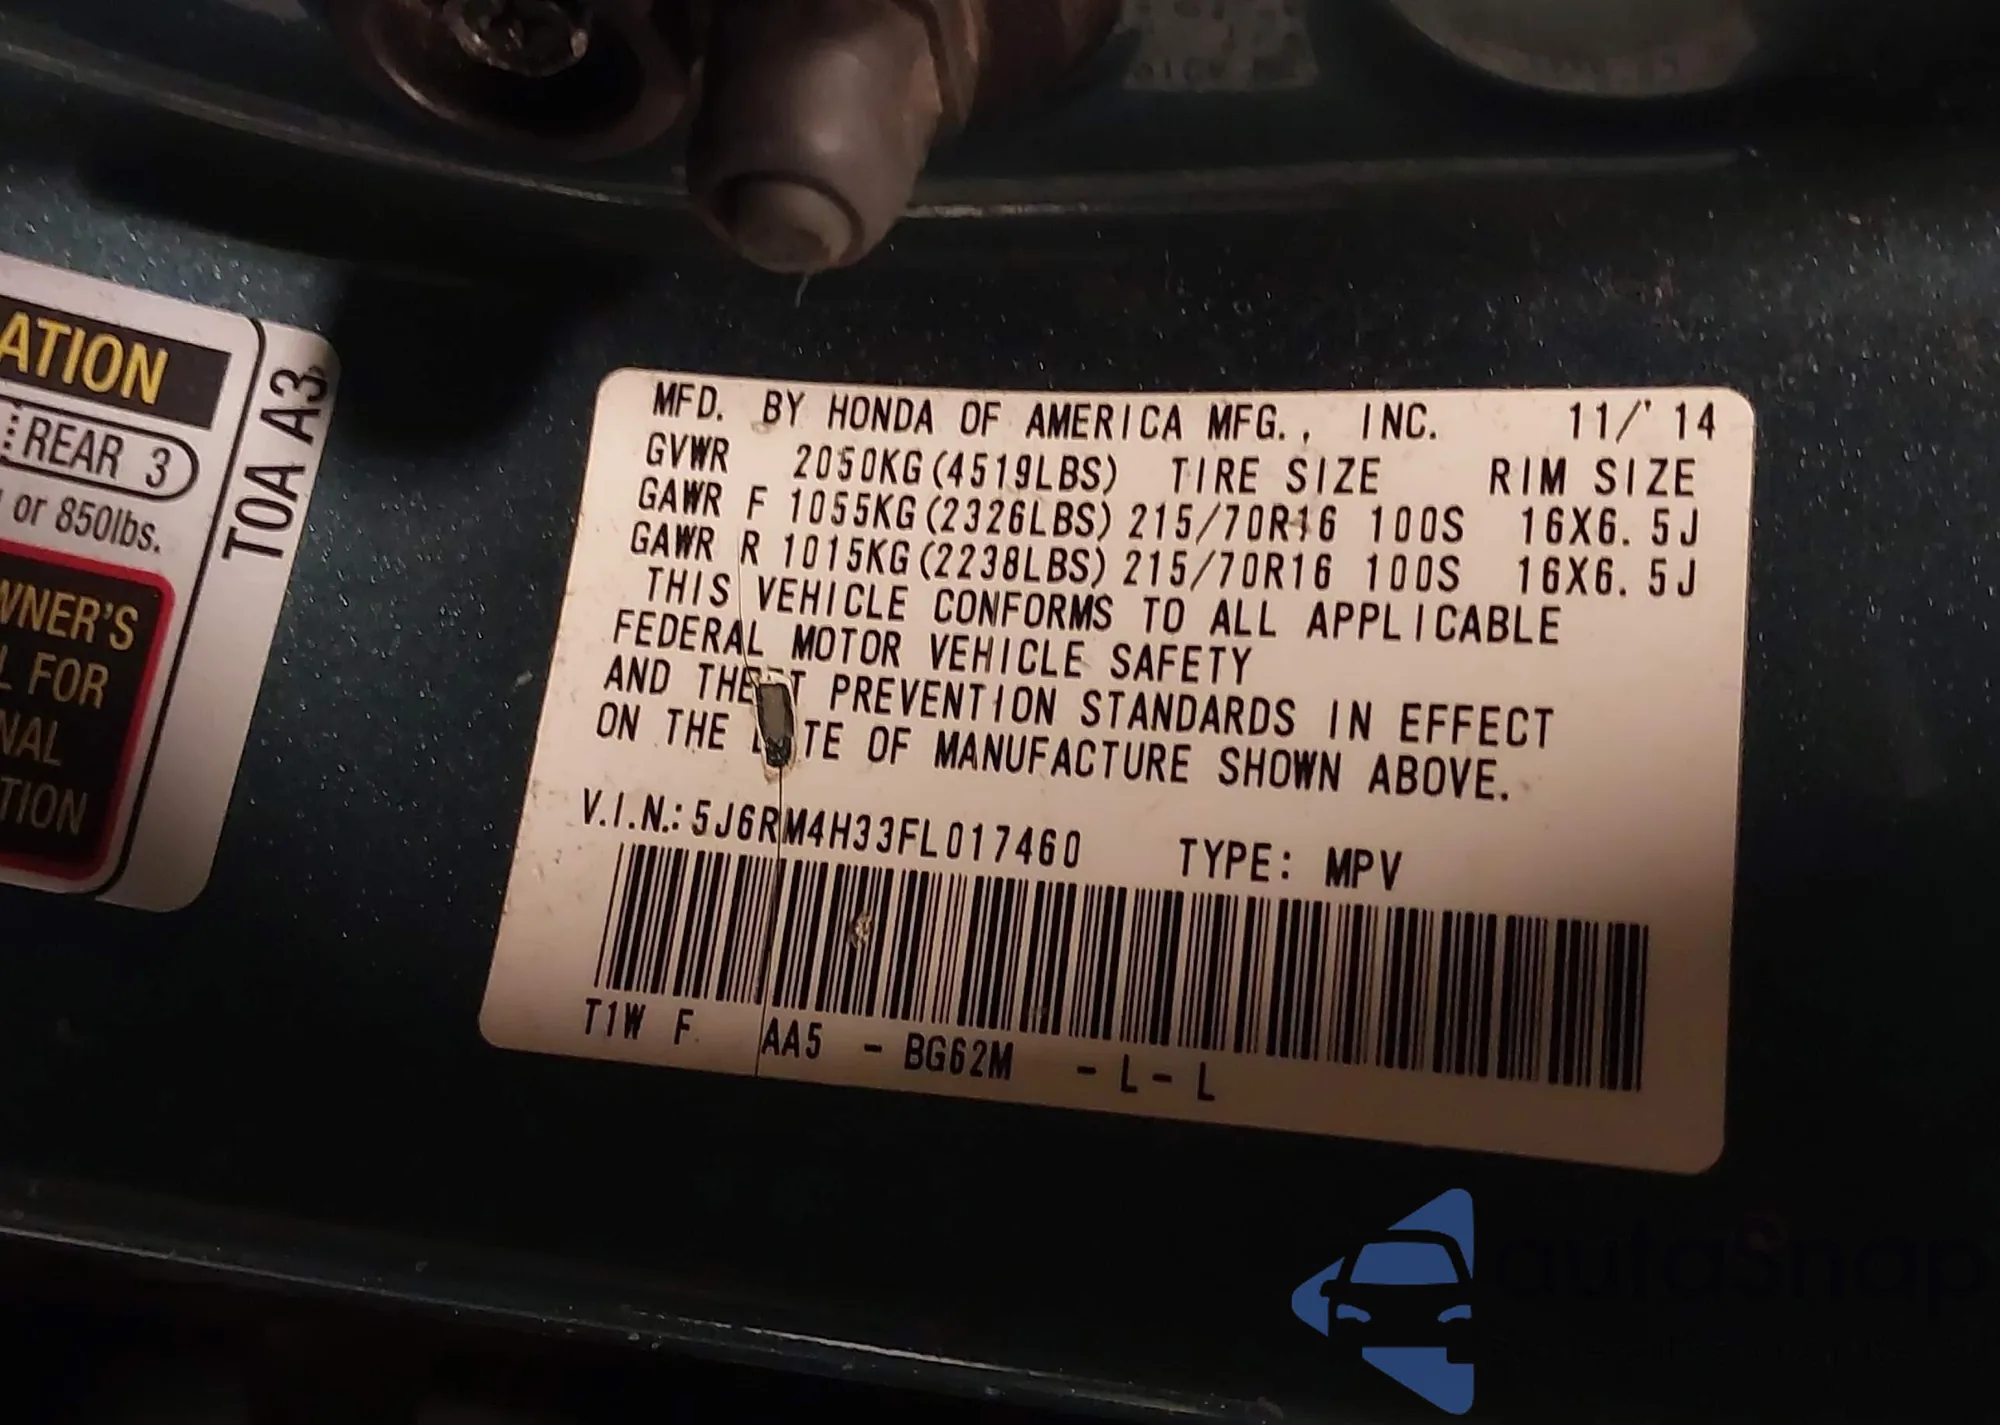 ATION
REAR 3
or 850lbs.
WNER'S
L FOR
NAL
TION
T0A A3
MFD. BY HONDA OF AMERICA MFG., INC. 11/'14
GVWR 2050KG(4519LBS) TIRE SIZE RIM SIZE
GAWR F 1055KG(2326LBS) 215/70R16 100S 16X6.5J
GAWR R 1015KG(2238LBS) 215/70R16 100S 16X6.5J
THIS VEHICLE CONFORMS TO ALL APPLICABLE
FEDERAL MOTOR VEHICLE SAFETY
AND THEFT PREVENTION STANDARDS IN EFFECT
ON THE DATE OF MANUFACTURE SHOWN ABOVE.
V.I.N.: 5J6RM4H33FL017460 TYPE: MPV
T1W F AA5 - BG62M - L - L
autosnap